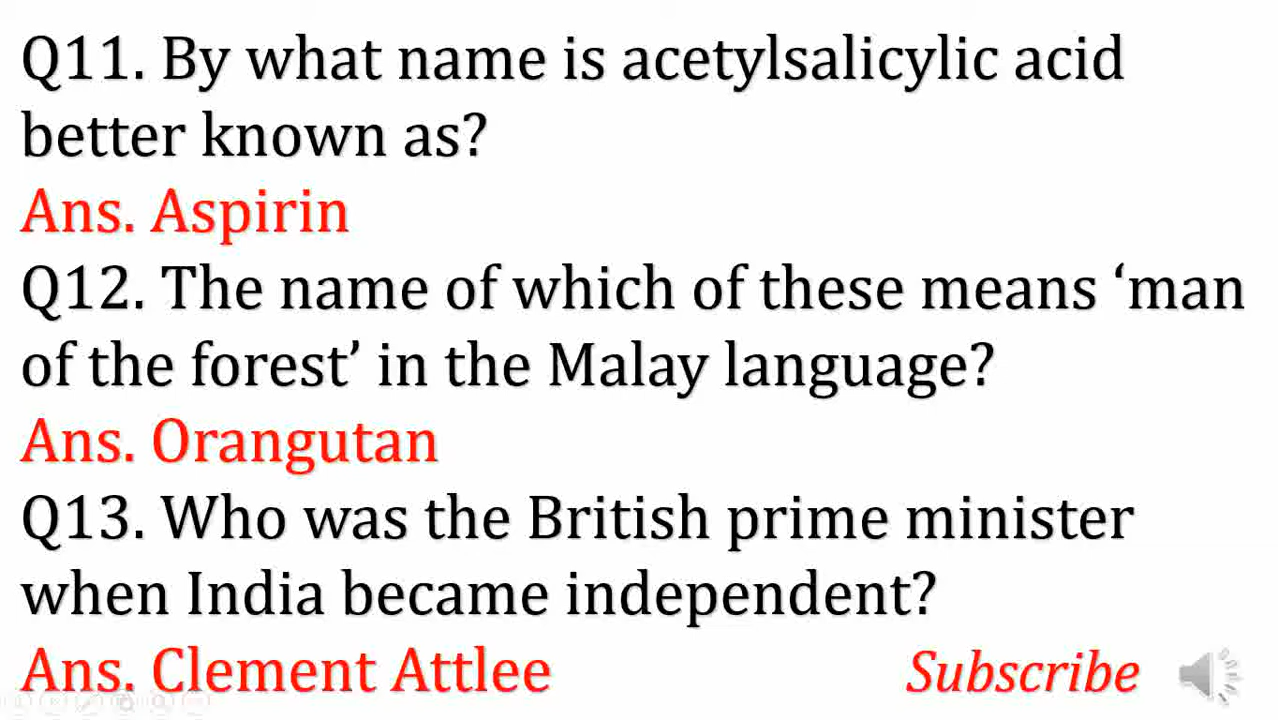 Q11. By what name is acetylsalicylic acid
better known as?
Ans. Aspirin
Q12. The name of which of these means ‘man
of the forest’ in the Malay language?
Ans. Orangutan
Q13. Who was the British prime minister
when India became independent?
Ans. Clement Attlee Subscribe